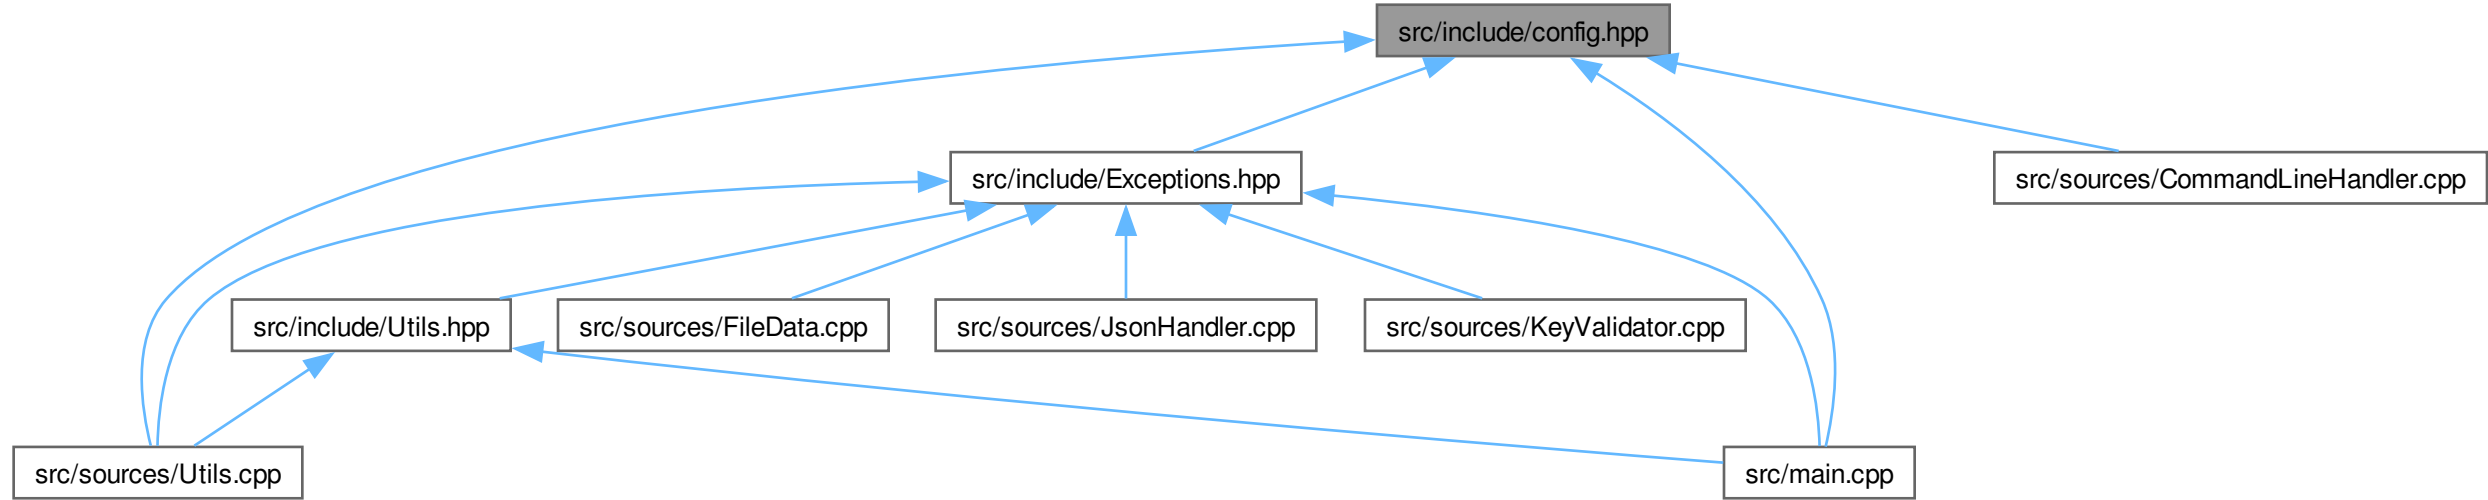 src/include/config.hpp
src/include/Exceptions.hpp
src/sources/CommandLineHandler.cpp
src/include/Utils.hpp
src/sources/FileData.cpp
src/sources/JsonHandler.cpp
src/sources/KeyValidator.cpp
src/sources/Utils.cpp
src/main.cpp